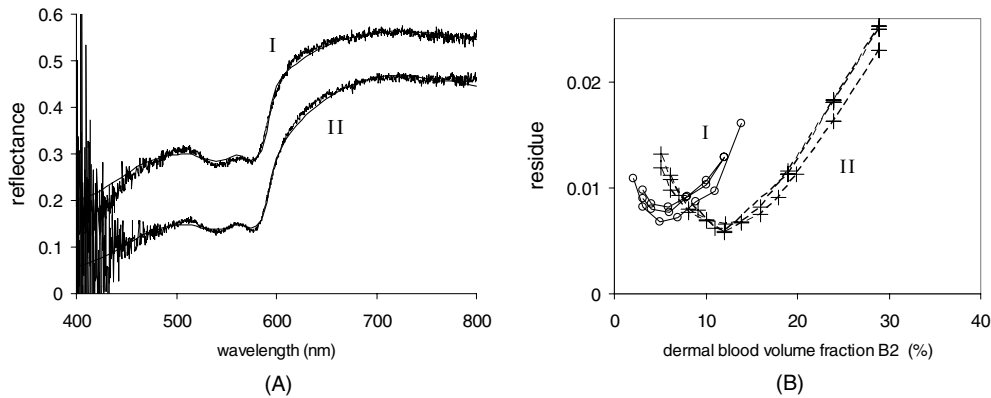 0.6
0.5
0.4
0.3
0.2
0.1
0
reflectance
I
II
400 500 600 700 800
wavelength (nm)
(A)
0.02
0.01
0
residue
I
II
0 10 20 30 40
dermal blood volume fraction B2 (%)
(B)